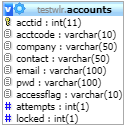 testwlr.accounts
acctid : int(11)
acctcode : varchar(10)
company : varchar(50)
contact : varchar(50)
email : varchar(100)
pwd : varchar(100)
accessflag : varchar(10)
attempts : int(1)
locked : int(1)